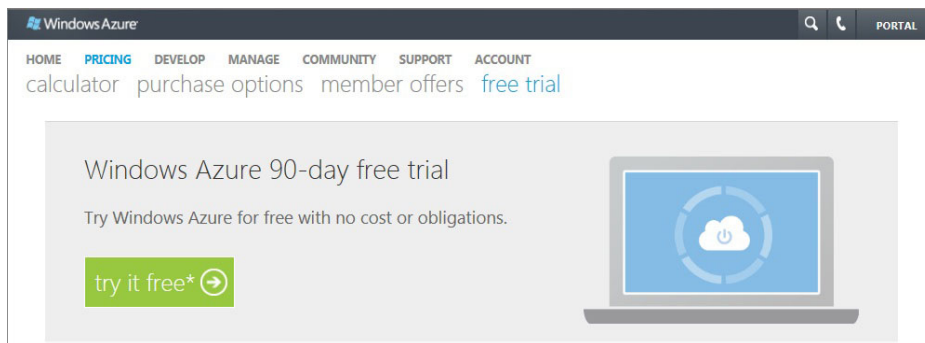 Windows Azure PORTAL
HOME PRICING DEVELOP MANAGE COMMUNITY SUPPORT ACCOUNT
calculator purchase options member offers free trial
Windows Azure 90-day free trial
Try Windows Azure for free with no cost or obligations.
try it free*